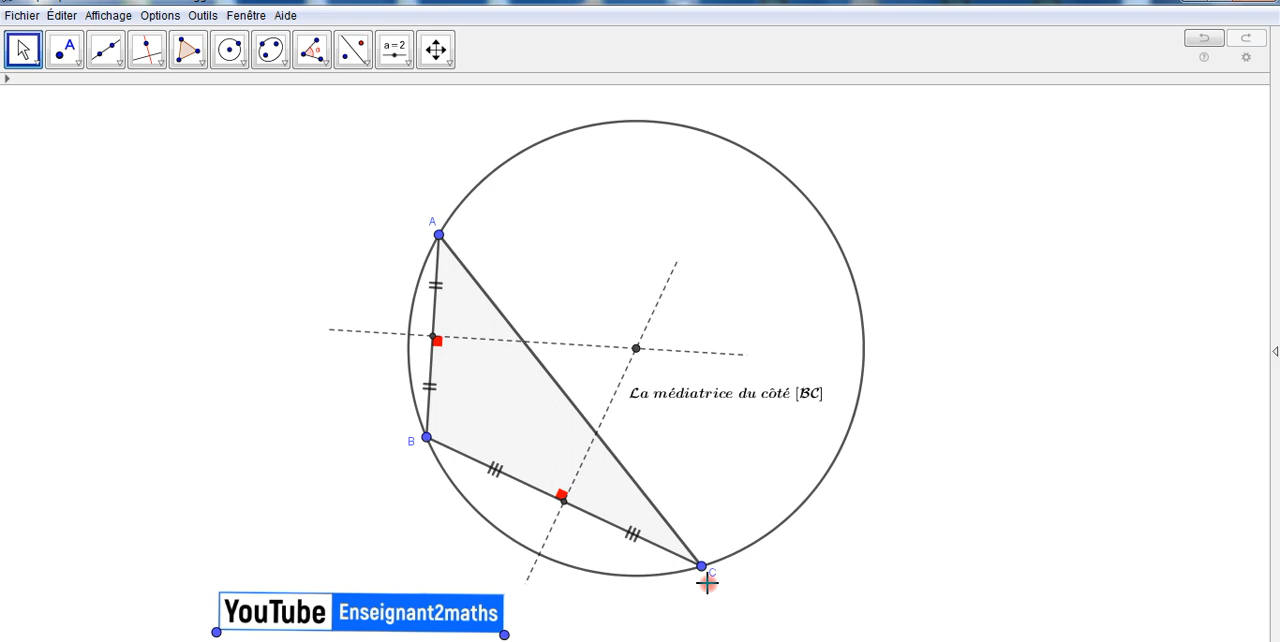 Fichier Éditer Affichage Options Outils Fenêtre Aide
A
α
a=2
A
La médiatrice du côté [BC]
B
C
YouTube Enseignant2maths